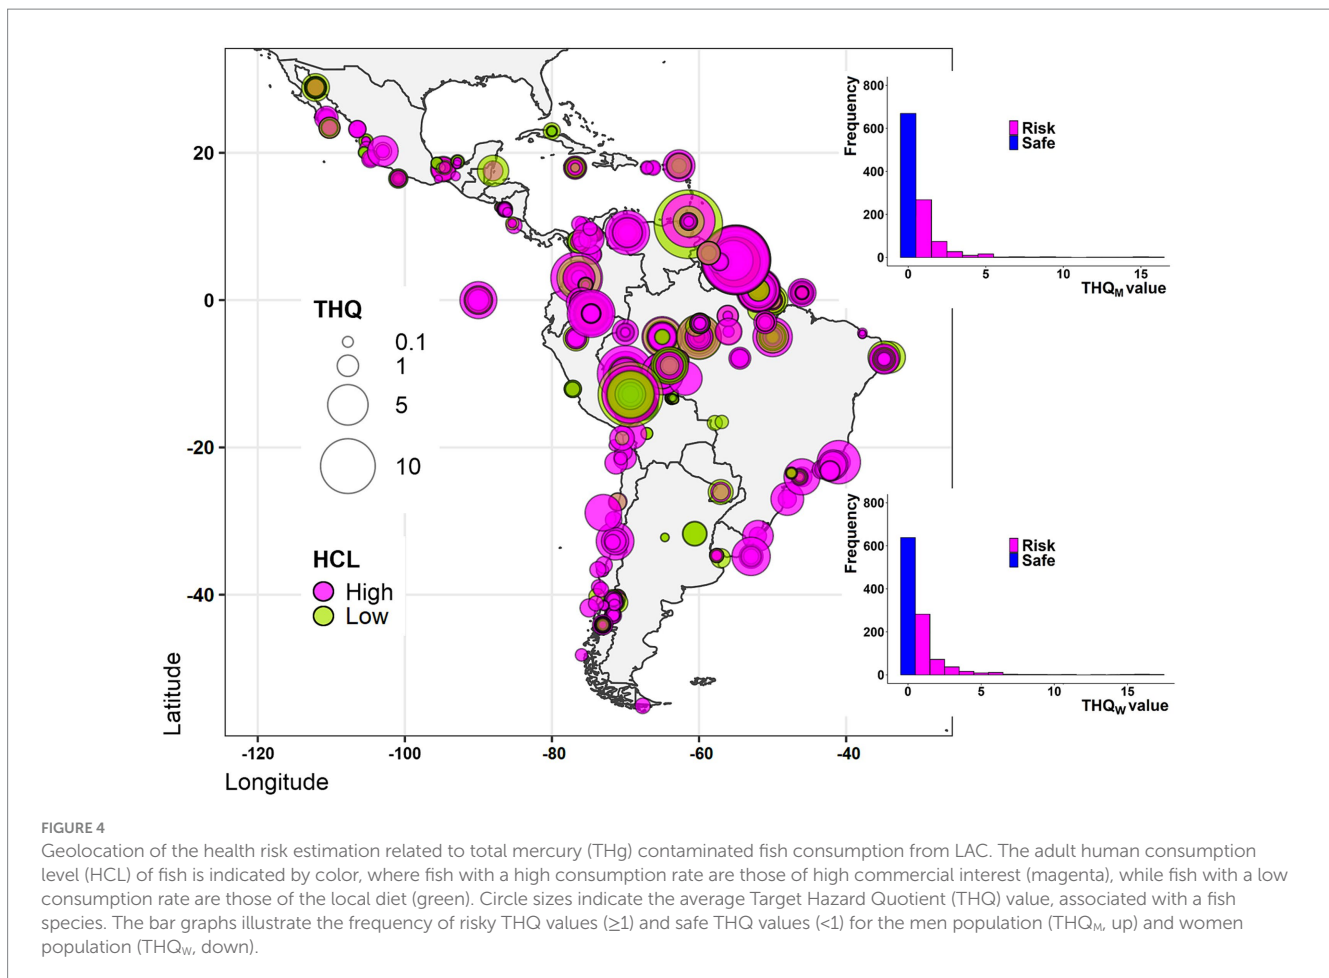 20
0
-20
-40
Latitude
-120
-100
-80
-60
-40
Longitude
THQ
0.1
1
5
10
HCL
High
Low
Frequency
800
600
400
200
0
Risk
Safe
0
5
10
15
THQM value
Frequency
800
600
400
200
0
Risk
Safe
0
5
10
15
THQW value
FIGURE 4
Geolocation of the health risk estimation related to total mercury (THg) contaminated fish consumption from LAC. The adult human consumption
level (HCL) of fish is indicated by color, where fish with a high consumption rate are those of high commercial interest (magenta), while fish with a low
consumption rate are those of the local diet (green). Circle sizes indicate the average Target Hazard Quotient (THQ) value, associated with a fish
species. The bar graphs illustrate the frequency of risky THQ values (≥1) and safe THQ values (<1) for the men population (THQM, up) and women
population (THQW, down).